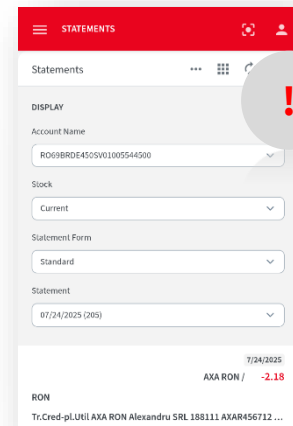 STATEMENTS
Statements
DISPLAY
Account Name
RO69BRDE450SV01005544500
Stock
Current
Statement Form
Standard
Statement
07/24/2025 (205)
7/24/2025
AXA RON / -2.18
RON
Tr.Cred-pl.Util AXA RON Alexandru SRL 188111 AXAR456712 ...
!